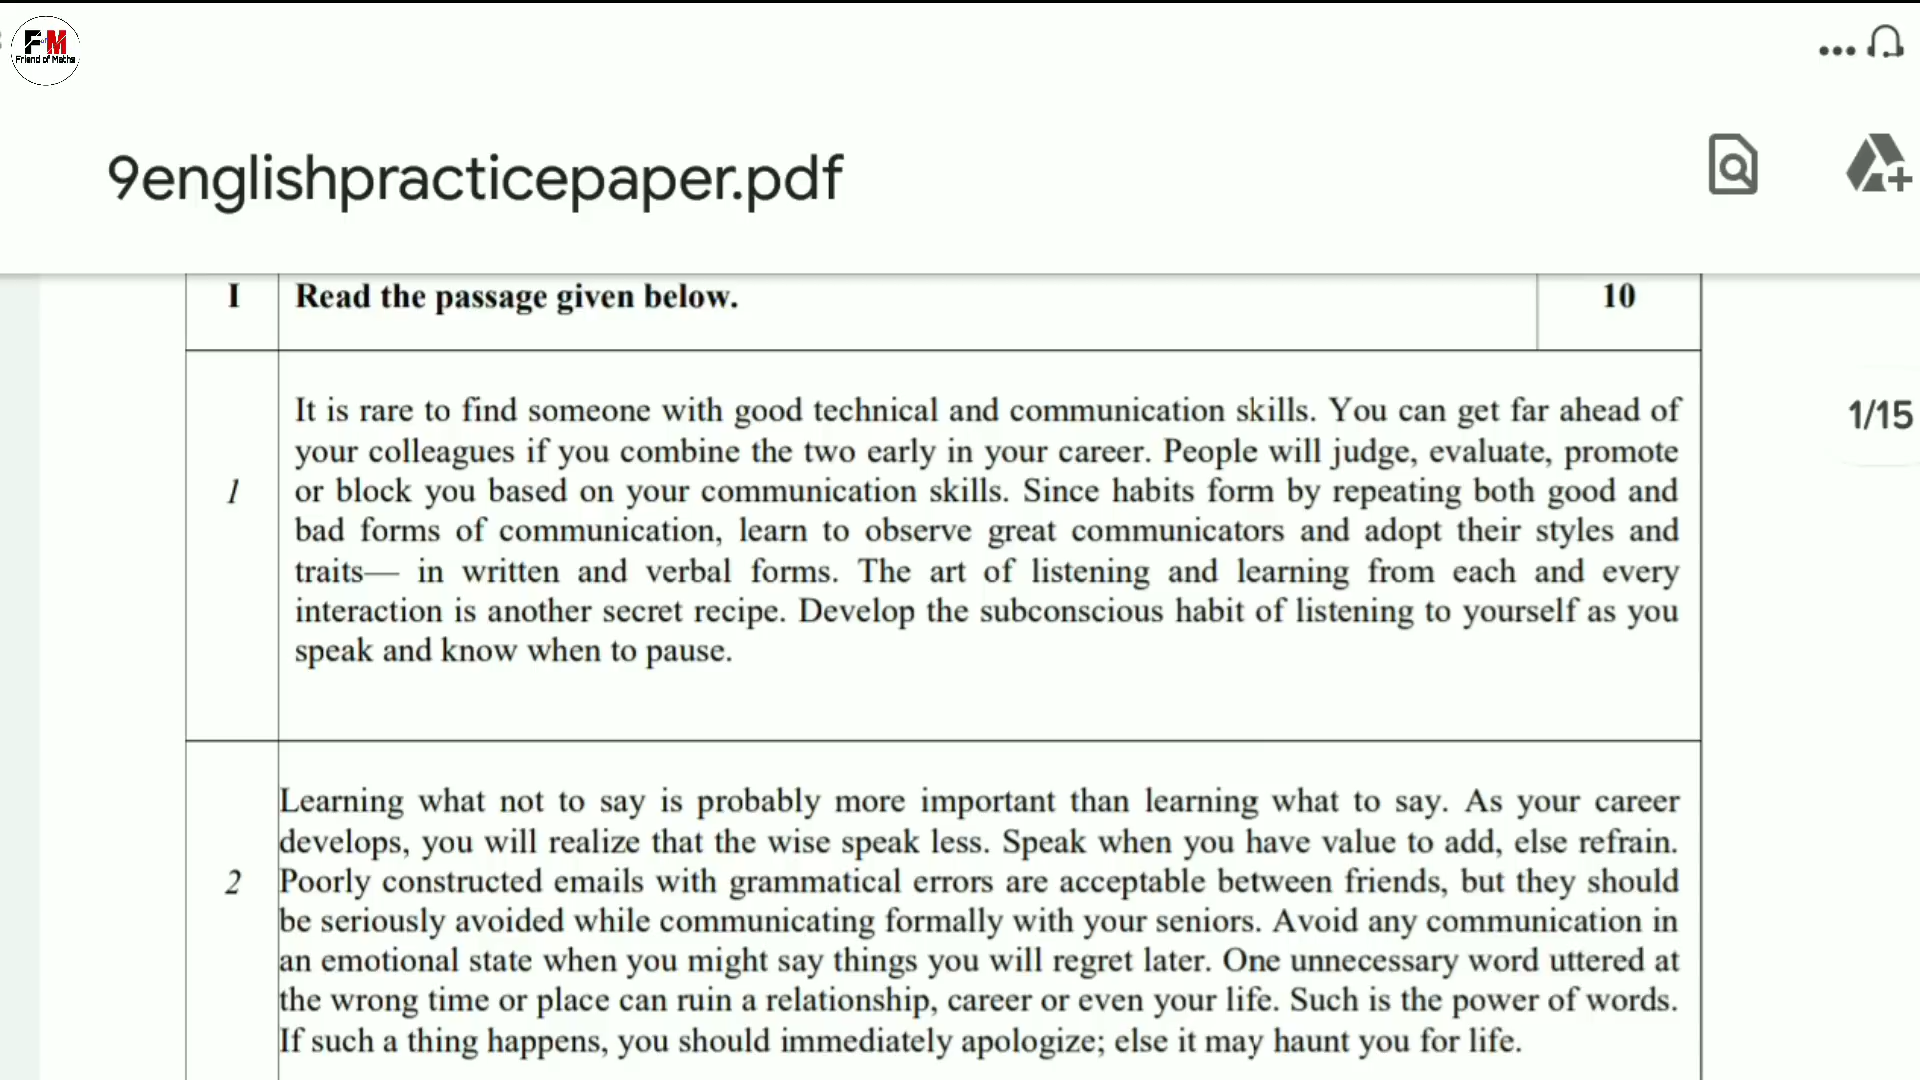 FM
Friend of Maths
9englishpracticepaper.pdf
I Read the passage given below. 10
1/15
It is rare to find someone with good technical and communication skills. You can get far ahead of
your colleagues if you combine the two early in your career. People will judge, evaluate, promote
1 or block you based on your communication skills. Since habits form by repeating both good and
bad forms of communication, learn to observe great communicators and adopt their styles and
traits— in written and verbal forms. The art of listening and learning from each and every
interaction is another secret recipe. Develop the subconscious habit of listening to yourself as you
speak and know when to pause.
Learning what not to say is probably more important than learning what to say. As your career
develops, you will realize that the wise speak less. Speak when you have value to add, else refrain.
2 Poorly constructed emails with grammatical errors are acceptable between friends, but they should
be seriously avoided while communicating formally with your seniors. Avoid any communication in
an emotional state when you might say things you will regret later. One unnecessary word uttered at
the wrong time or place can ruin a relationship, career or even your life. Such is the power of words.
If such a thing happens, you should immediately apologize; else it may haunt you for life.